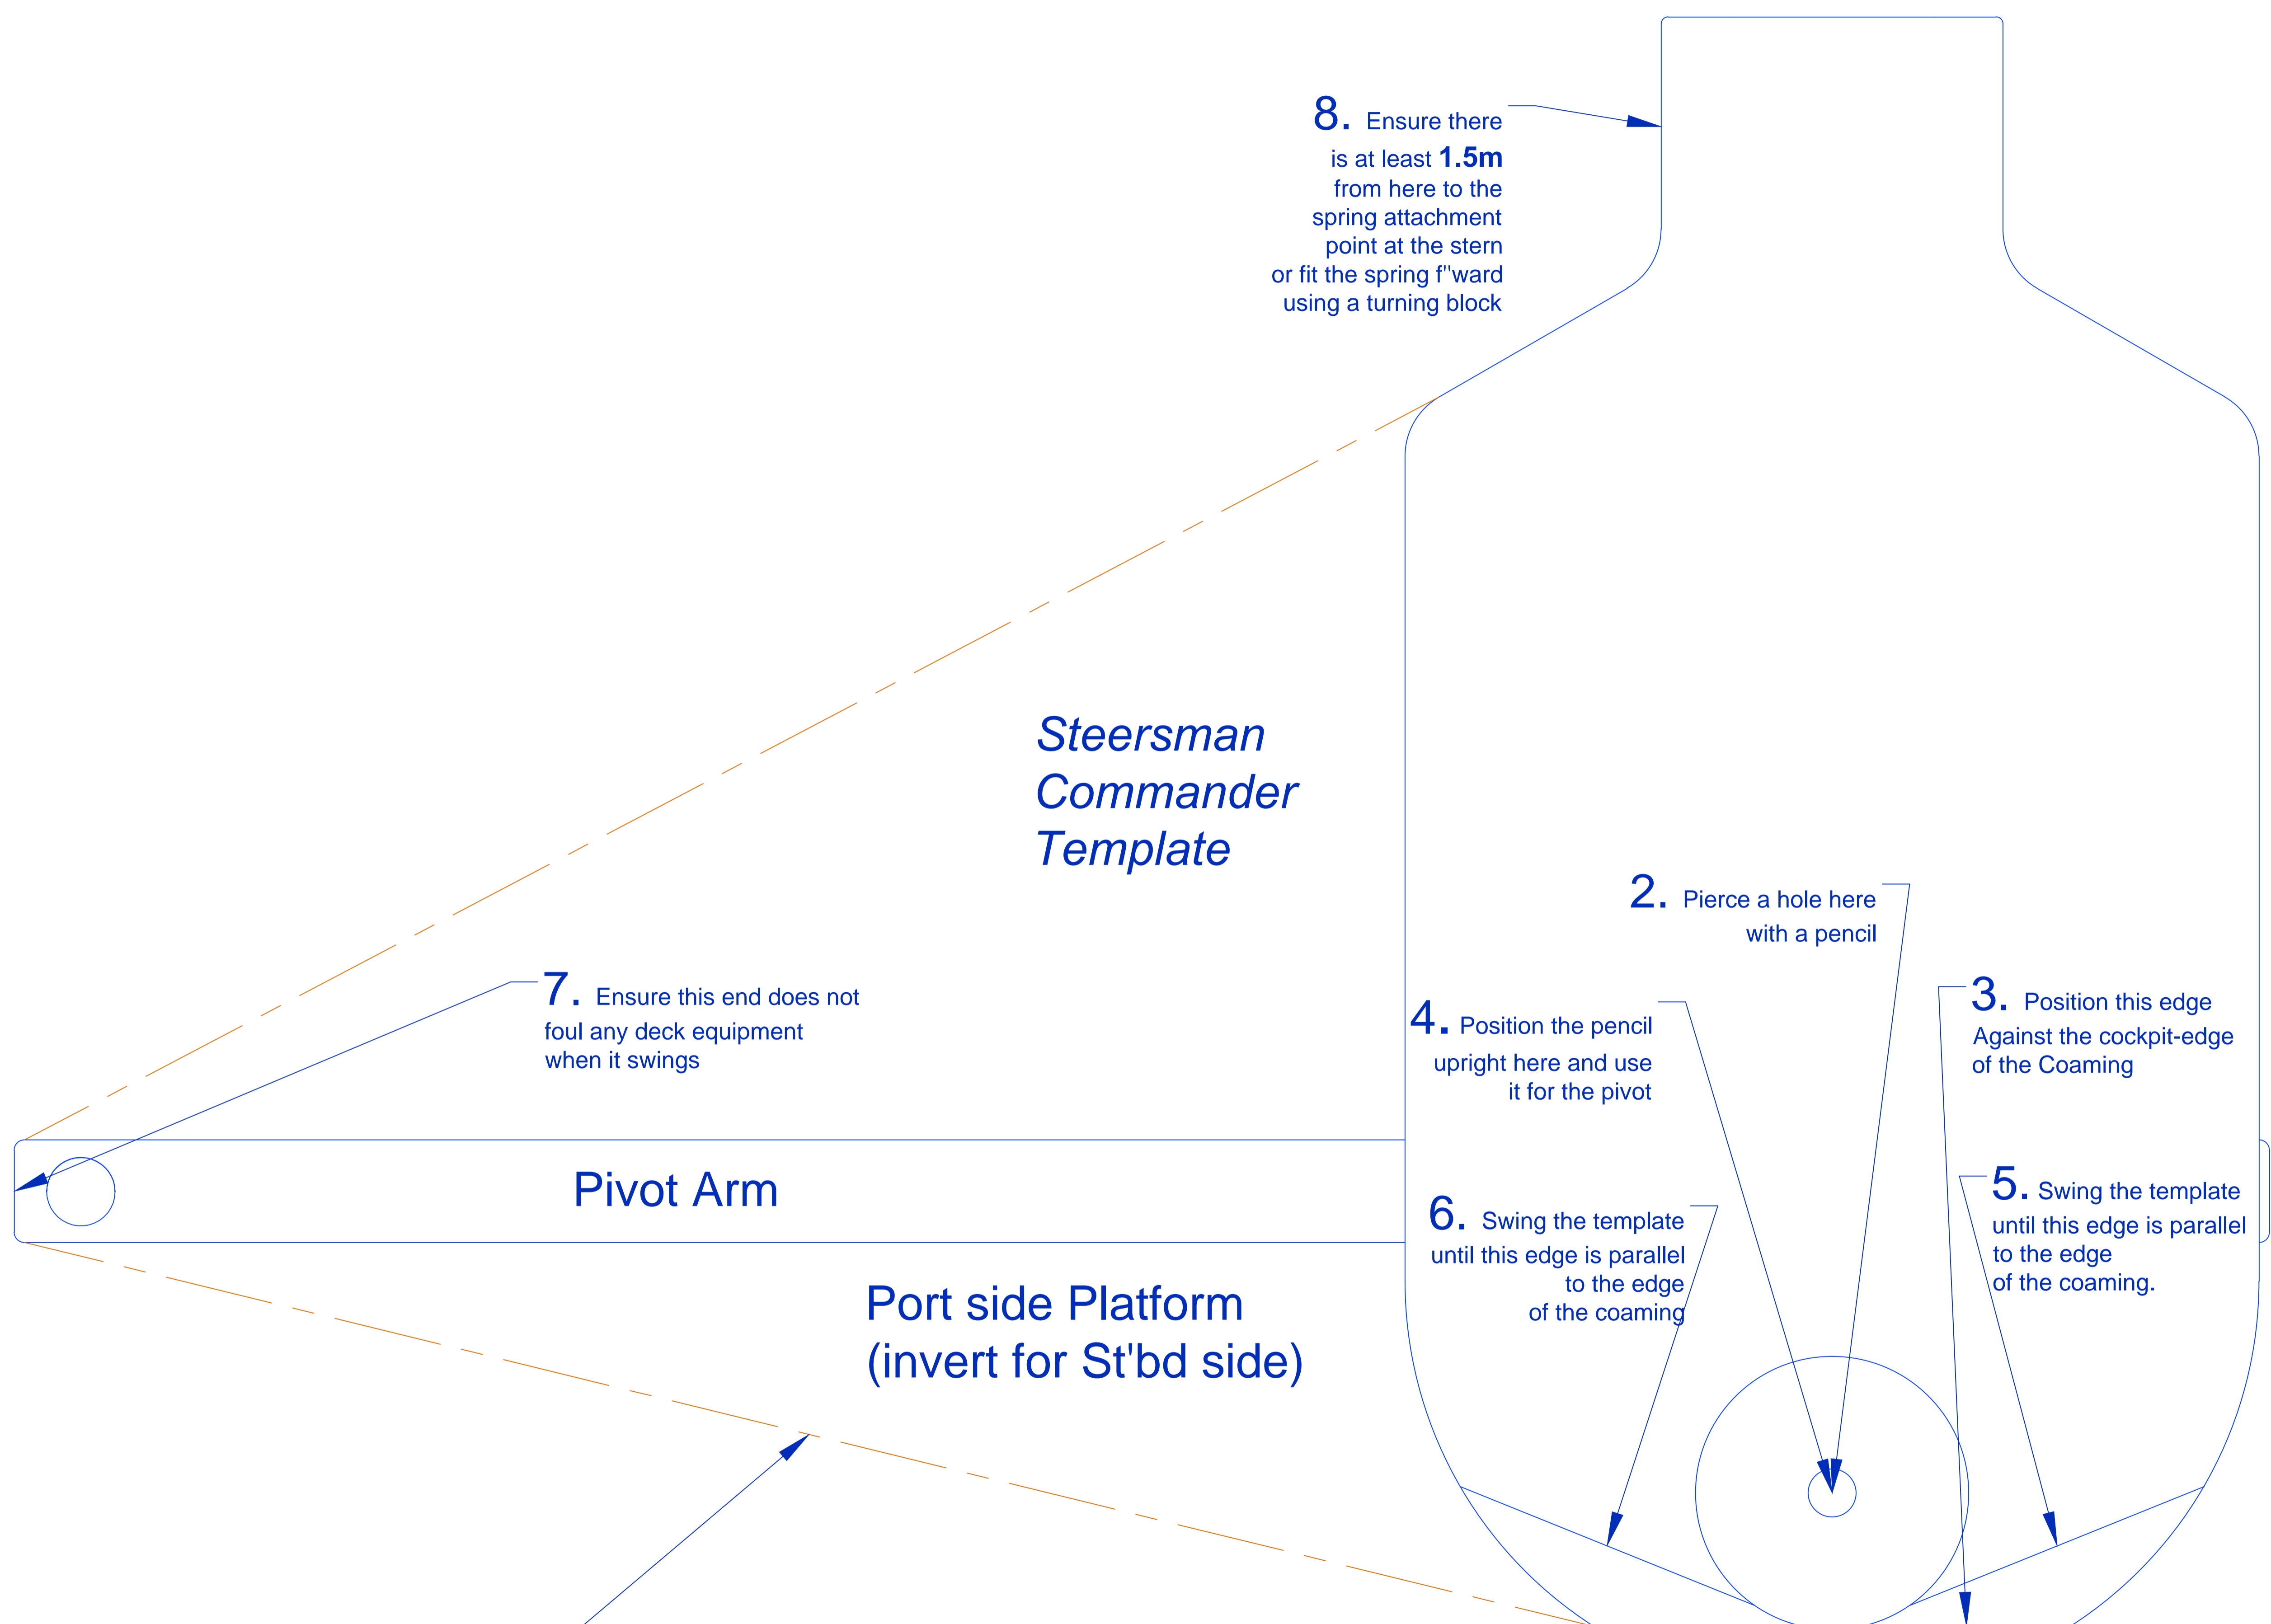 8. Ensure there
is at least 1.5m
from here to the
spring attachment
point at the stern
or fit the spring f"ward
using a turning block
Steersman
Commander
Template
2. Pierce a hole here
with a pencil
7. Ensure this end does not
foul any deck equipment
when it swings
4. Position the pencil
upright here and use
it for the pivot
3. Position this edge
Against the cockpit-edge
of the Coaming
Pivot Arm
6. Swing the template
until this edge is parallel
to the edge
of the coaming
5. Swing the template
until this edge is parallel
to the edge
of the coaming.
Port side Platform
(invert for St'bd side)